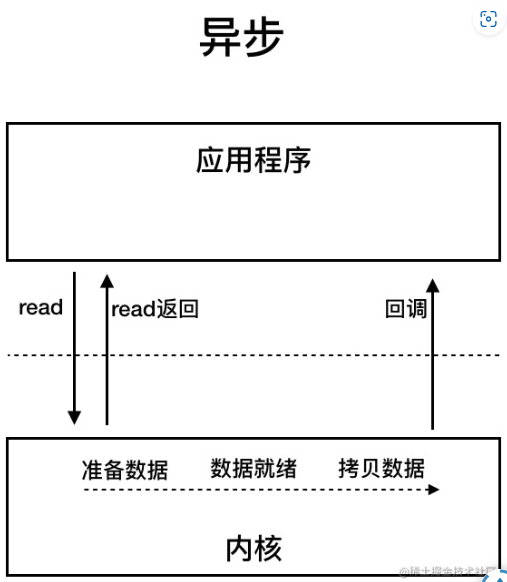 异步
应用程序
read
read返回
回调
准备数据 数据就绪 拷贝数据
内核
@稀土掘金技术社区